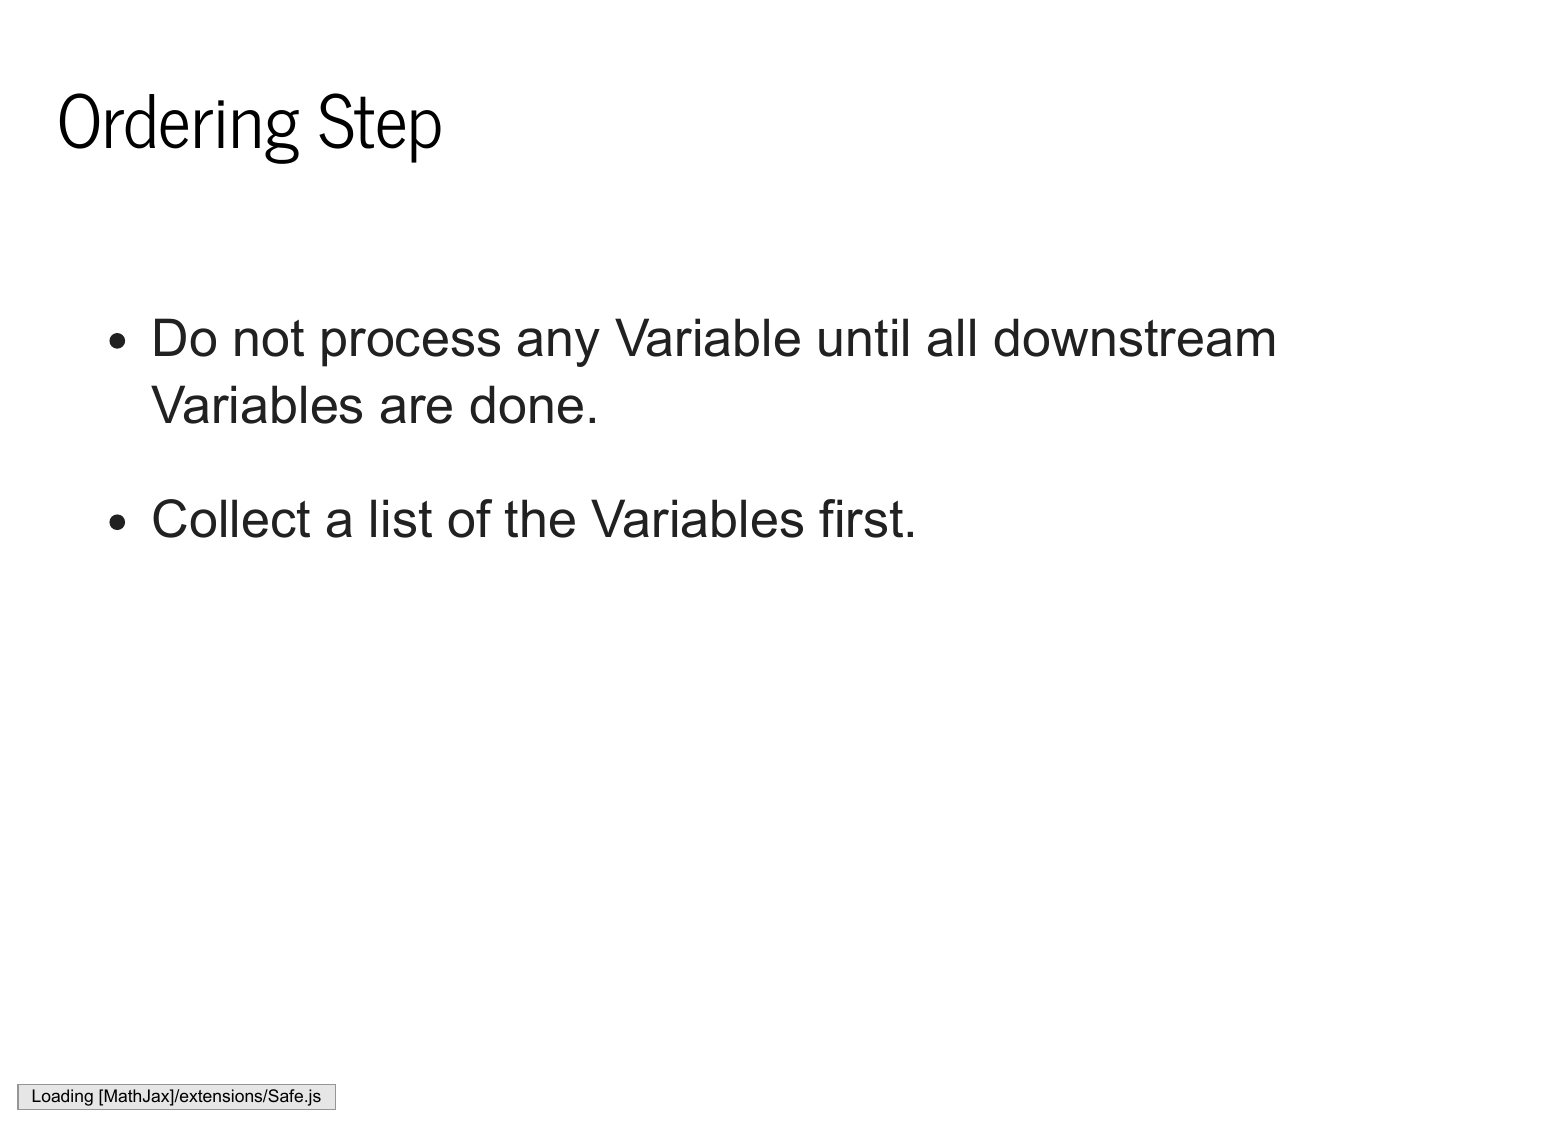 Ordering Step
• Do not process any Variable until all downstream
Variables are done.
• Collect a list of the Variables first.
Loading [MathJax]/extensions/Safe.js